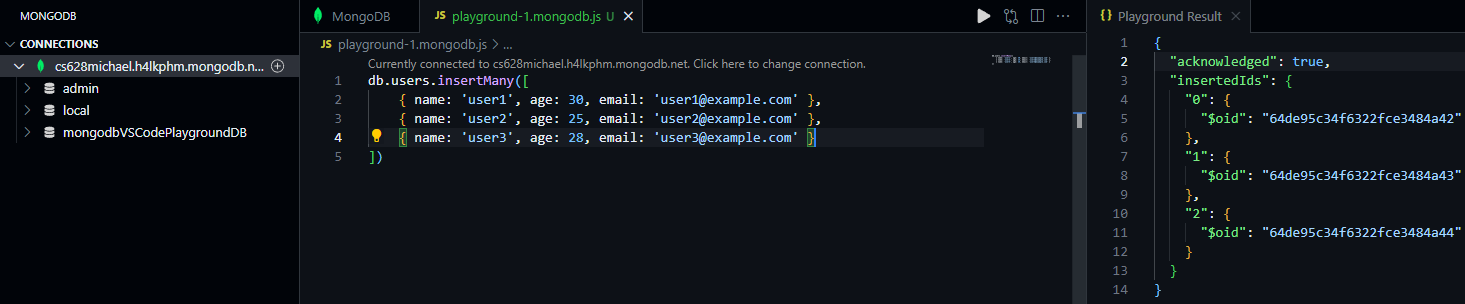 MONGODB
CONNECTIONS
cs628michael.h4lkphm.mongodb.n...
admin
local
mongodbVSCodePlaygroundDB
MongoDB
JS playground-1.mongodb.js U
JS playground-1.mongodb.js > ...
Currently connected to cs628michael.h4lkphm.mongodb.net. Click here to change connection.
1 db.users.insertMany([
2 { name: 'user1', age: 30, email: 'user1@example.com' },
3 { name: 'user2', age: 25, email: 'user2@example.com' },
4 { name: 'user3', age: 28, email: 'user3@example.com' }
5 ])
{} Playground Result
1 {
2 "acknowledged": true,
3 "insertedIds": {
4 "0": {
5 "$oid": "64de95c34f6322fce3484a42"
6 },
7 "1": {
8 "$oid": "64de95c34f6322fce3484a43"
9 },
10 "2": {
11 "$oid": "64de95c34f6322fce3484a44"
12 }
13 }
14 }